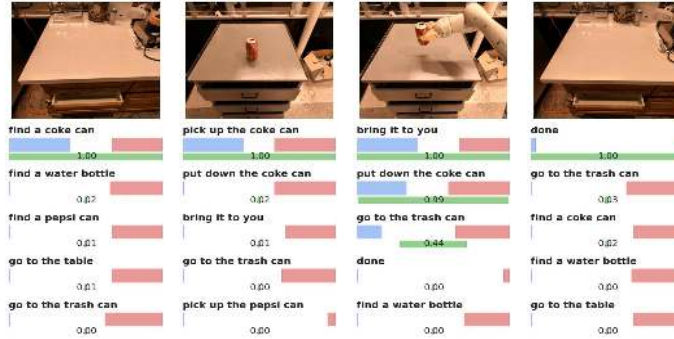 find a coke can
1.00
find a water bottle
0.02
find a pepsi can
0.01
go to the table
0.01
go to the trash can
0.00
pick up the coke can
1.00
put down the coke can
0.02
bring it to you
0.01
go to the trash can
0.00
pick up the pepsi can
0.00
bring it to you
1.00
put down the coke can
0.99
go to the trash can
0.44
done
0.00
find a water bottle
0.00
done
1.00
go to the trash can
0.03
find a coke can
0.02
find a water bottle
0.00
go to the table
0.00